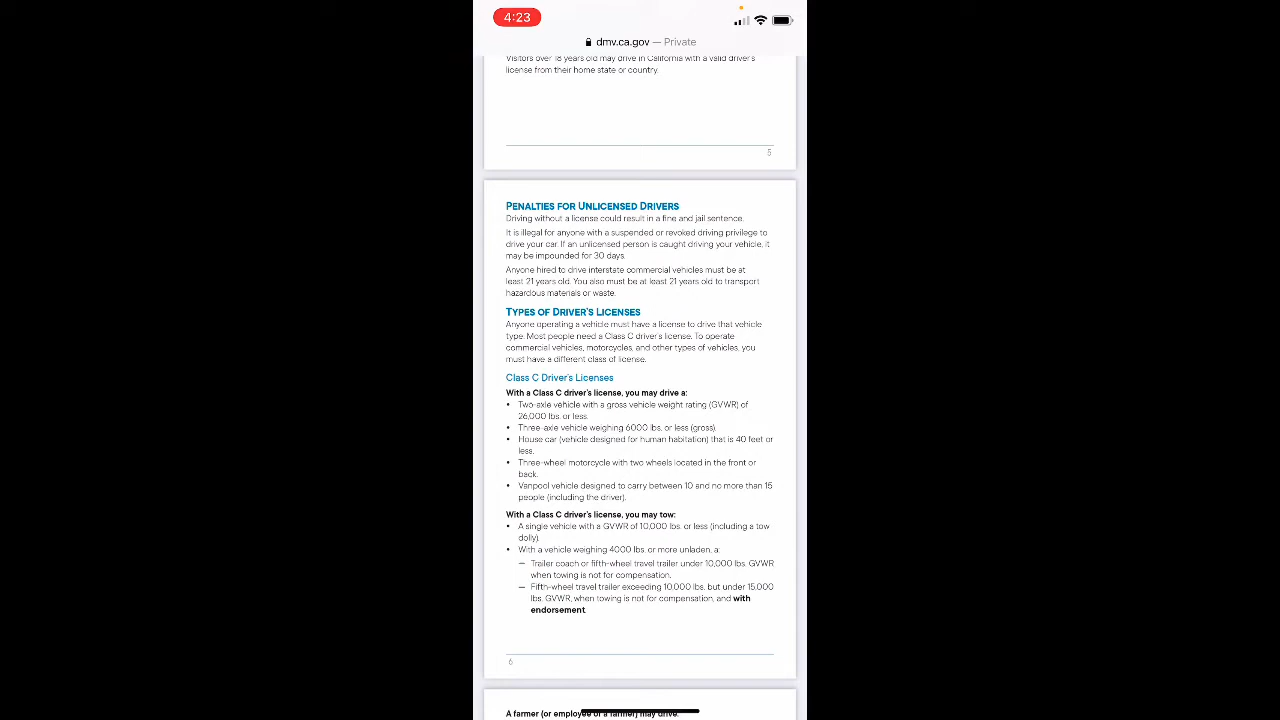 4:23
dmv.ca.gov — Private
Visitors over 18 years old may drive in California with a valid driver's
license from their home state or country.
5
PENALTIES FOR UNLICENSED DRIVERS
Driving without a license could result in a fine and jail sentence.
It is illegal for anyone with a suspended or revoked driving privilege to
drive your car. If an unlicensed person is caught driving your vehicle, it
may be impounded for 30 days.
Anyone hired to drive interstate commercial vehicles must be at
least 21 years old. You also must be at least 21 years old to transport
hazardous materials or waste.
TYPES OF DRIVER'S LICENSES
Anyone operating a vehicle must have a license to drive that vehicle
type. Most people need a Class C driver's license. To operate
commercial vehicles, motorcycles, and other types of vehicles, you
must have a different class of license.
Class C Driver's Licenses
With a Class C driver's license, you may drive a:
• Two-axle vehicle with a gross vehicle weight rating (GVWR) of
26,000 lbs. or less.
• Three-axle vehicle weighing 6000 lbs. or less (gross).
• House car (vehicle designed for human habitation) that is 40 feet or
less.
• Three-wheel motorcycle with two wheels located in the front or
back.
• Vanpool vehicle designed to carry between 10 and no more than 15
people (including the driver).
With a Class C driver's license, you may tow:
• A single vehicle with a GVWR of 10,000 lbs. or less (including a tow
dolly).
• With a vehicle weighing 4000 lbs. or more unladen, a:
— Trailer coach or fifth-wheel travel trailer under 10,000 lbs. GVWR
when towing is not for compensation.
— Fifth-wheel travel trailer exceeding 10,000 lbs. but under 15,000
lbs. GVWR, when towing is not for compensation, and with
endorsement.
6
A farmer (or employee of a farmer) may drive: